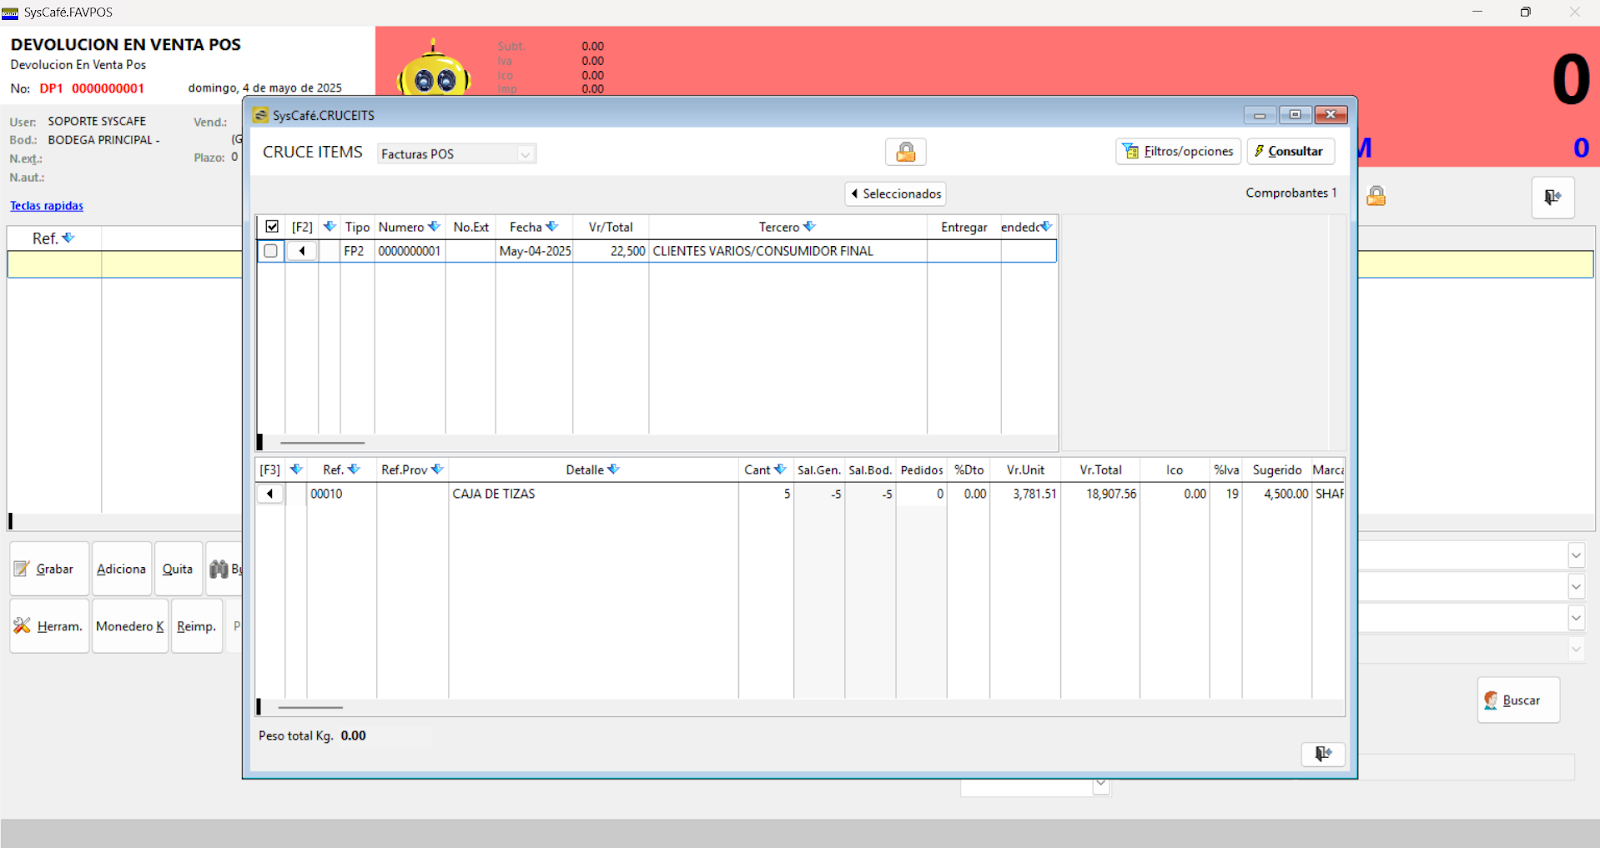 SysCafé.FAVPOS
DEVOLUCION EN VENTA POS
Devolucion En Venta Pos
No: DP1 0000000001 domingo, 4 de mayo de 2025
Subt. 0.00
Iva 0.00
Ico 0.00
Imp 0.00
0
User: SOPORTE SYSCAFE Vend.:
Bod.: BODEGA PRINCIPAL - (G
N.ext.: Plazo: 0
N.aut.:
M 0
Teclas rapidas
Ref.
SysCafé.CRUCEITS
CRUCE ITEMS Facturas POS Filtros/opciones Consultar
Seleccionados Comprobantes 1
[F2] Tipo Numero No.Ext Fecha Vr/Total Tercero Entregar endedo
FP2 0000000001 May-04-2025 22,500 CLIENTES VARIOS/CONSUMIDOR FINAL
[F3] Ref. Ref.Prov Detalle Cant Sal.Gen. Sal.Bod. Pedidos %Dto Vr.Unit Vr.Total Ico %Iva Sugerido Marca
00010 CAJA DE TIZAS 5 -5 -5 0 0.00 3,781.51 18,907.56 0.00 19 4,500.00 SHAR
Peso total Kg. 0.00
Grabar Adiciona Quita Bu
Herram. Monedero K Reimp. P
Buscar